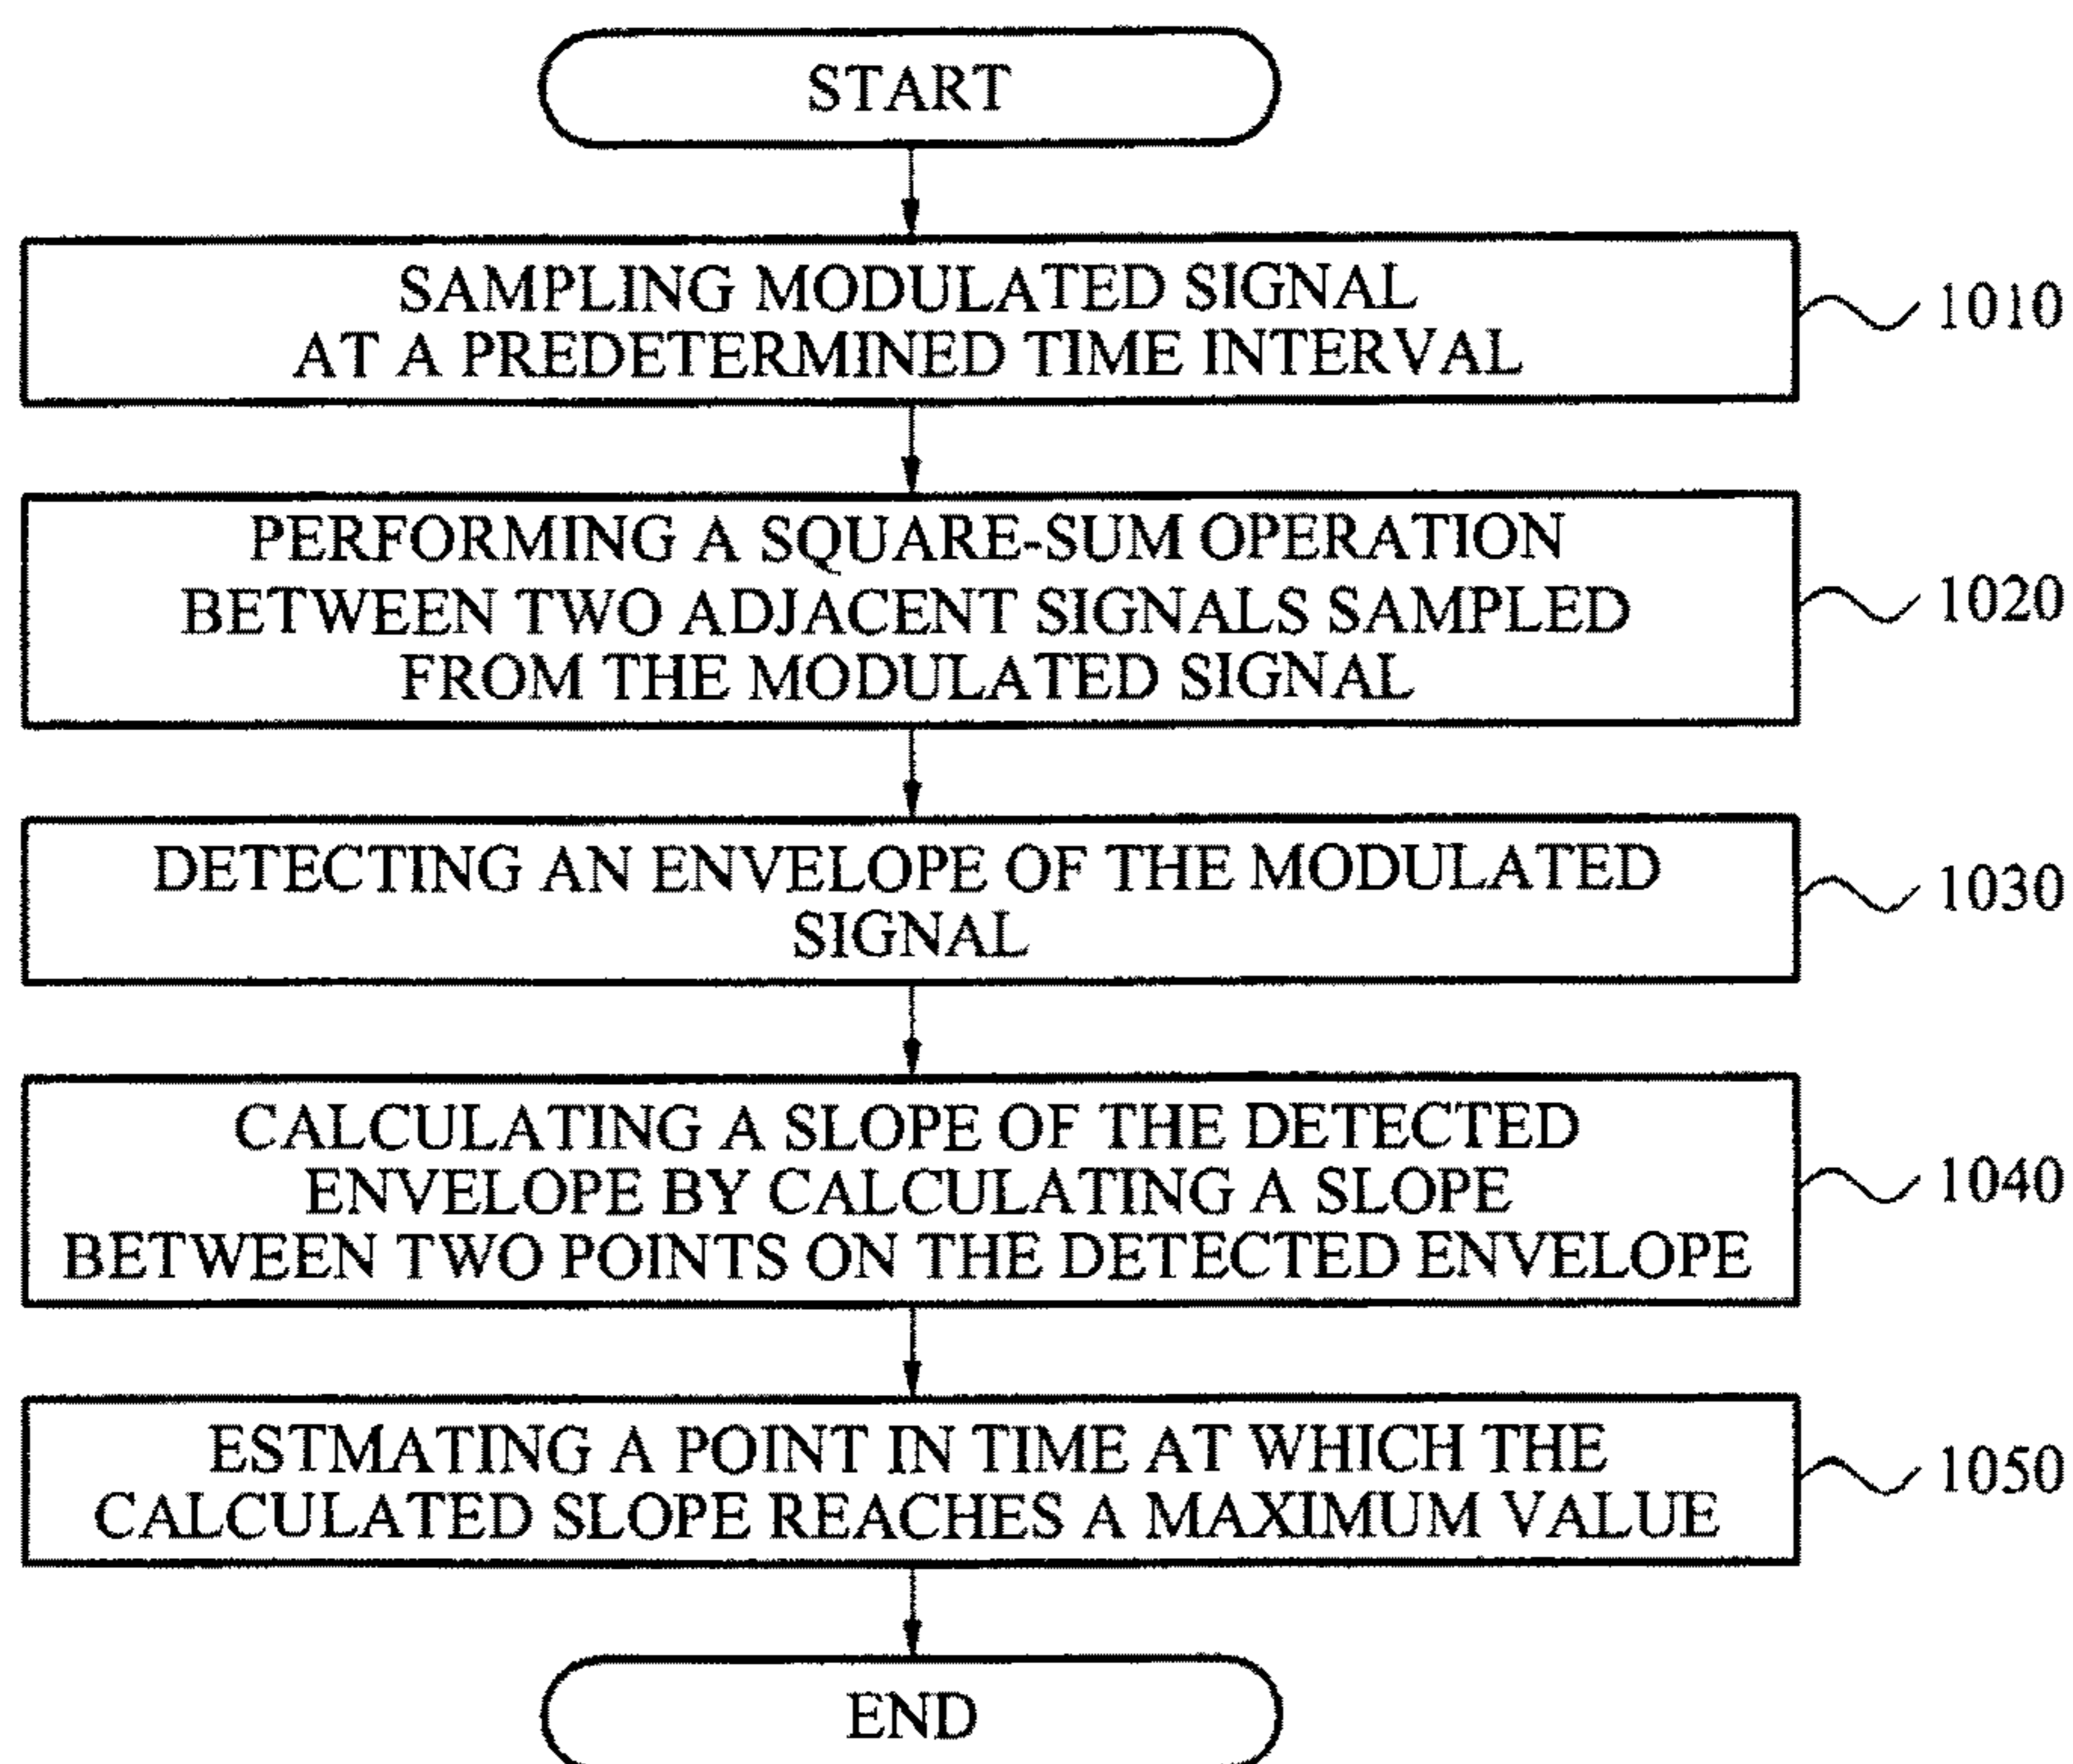 START
SAMPLING MODULATED SIGNAL
AT A PREDETERMINED TIME INTERVAL
1010
PERFORMING A SQUARE-SUM OPERATION
BETWEEN TWO ADJACENT SIGNALS SAMPLED
FROM THE MODULATED SIGNAL
1020
DETECTING AN ENVELOPE OF THE MODULATED
SIGNAL
1030
CALCULATING A SLOPE OF THE DETECTED
ENVELOPE BY CALCULATING A SLOPE
BETWEEN TWO POINTS ON THE DETECTED ENVELOPE
1040
ESTMATING A POINT IN TIME AT WHICH THE
CALCULATED SLOPE REACHES A MAXIMUM VALUE
1050
END